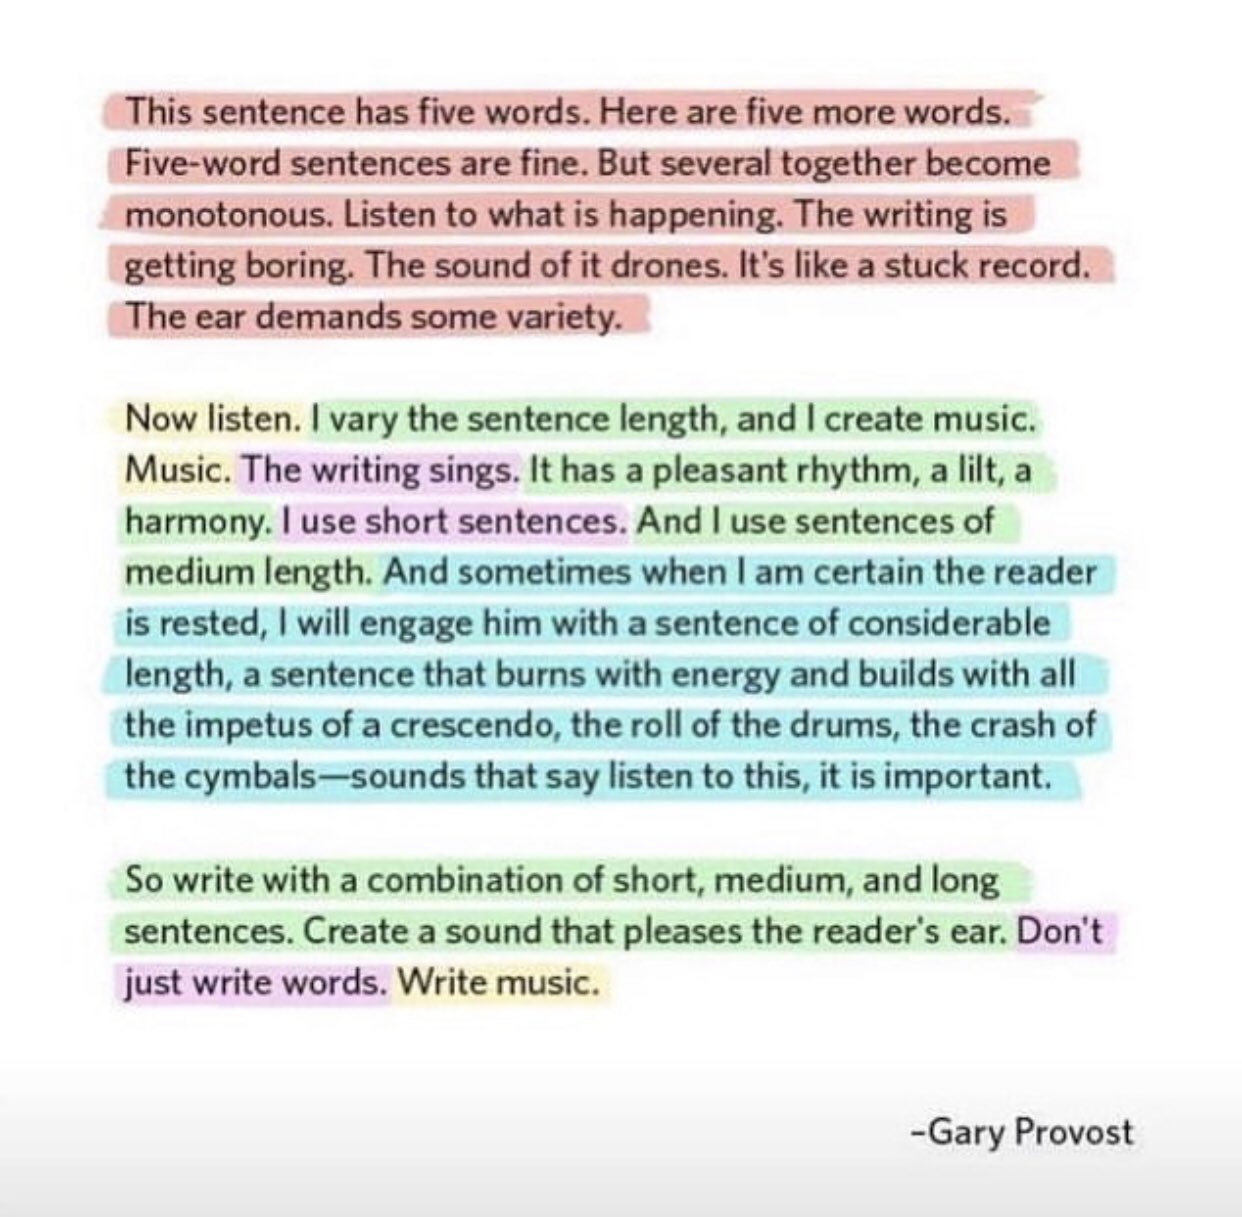 This sentence has five words. Here are five more words.
Five-word sentences are fine. But several together become
monotonous. Listen to what is happening. The writing is
getting boring. The sound of it drones. It's like a stuck record.
The ear demands some variety.
Now listen. I vary the sentence length, and I create music.
Music. The writing sings. It has a pleasant rhythm, a lilt, a
harmony. I use short sentences. And I use sentences of
medium length. And sometimes when I am certain the reader
is rested, I will engage him with a sentence of considerable
length, a sentence that burns with energy and builds with all
the impetus of a crescendo, the roll of the drums, the crash of
the cymbals—sounds that say listen to this, it is important.
So write with a combination of short, medium, and long
sentences. Create a sound that pleases the reader's ear. Don't
just write words. Write music.
–Gary Provost